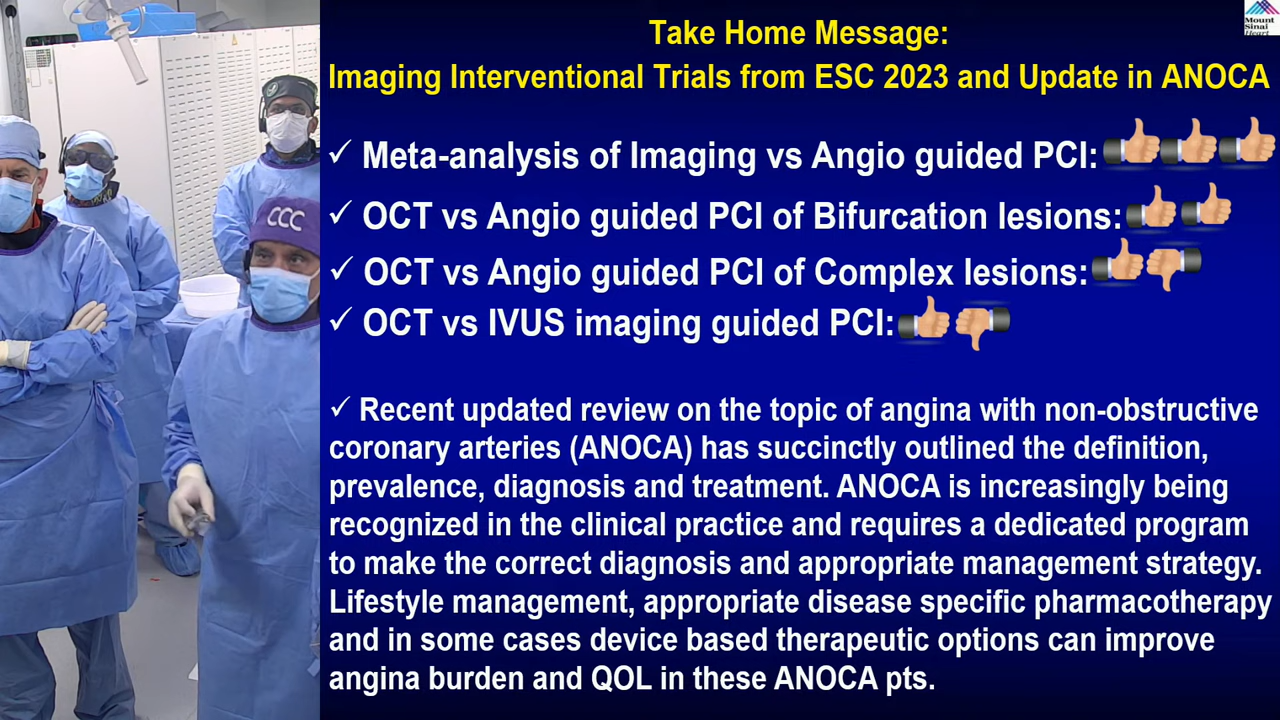 Mount
Sinai
Heart
Take Home Message:
Imaging Interventional Trials from ESC 2023 and Update in ANOCA
✓ Meta-analysis of Imaging vs Angio guided PCI:
✓ OCT vs Angio guided PCI of Bifurcation lesions:
✓ OCT vs Angio guided PCI of Complex lesions:
✓ OCT vs IVUS imaging guided PCI:
CCC
✓ Recent updated review on the topic of angina with non-obstructive
coronary arteries (ANOCA) has succinctly outlined the definition,
prevalence, diagnosis and treatment. ANOCA is increasingly being
recognized in the clinical practice and requires a dedicated program
to make the correct diagnosis and appropriate management strategy.
Lifestyle management, appropriate disease specific pharmacotherapy
and in some cases device based therapeutic options can improve
angina burden and QOL in these ANOCA pts.